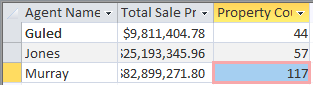 Agent Name Total Sale Pr Property Cou
Guled $9,811,404.78 44
Jones $25,193,345.96 57
Murray $82,899,271.80 117